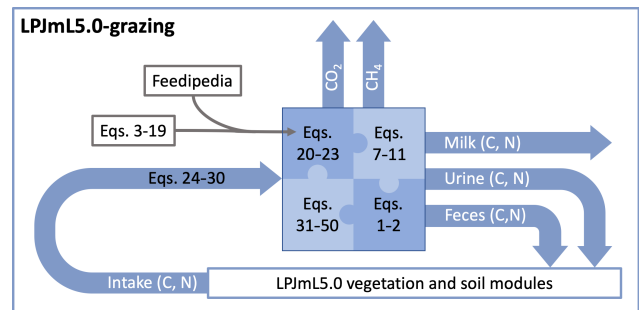 LPJmL5.0-grazing
Feedipedia
Eqs. 3-19
CO2
CH4
Eqs.
20-23
Eqs.
7-11
Milk (C, N)
Eqs. 24-30
Urine (C, N)
Eqs.
31-50
Eqs.
1-2
Feces (C,N)
Intake (C, N)
LPJmL5.0 vegetation and soil modules